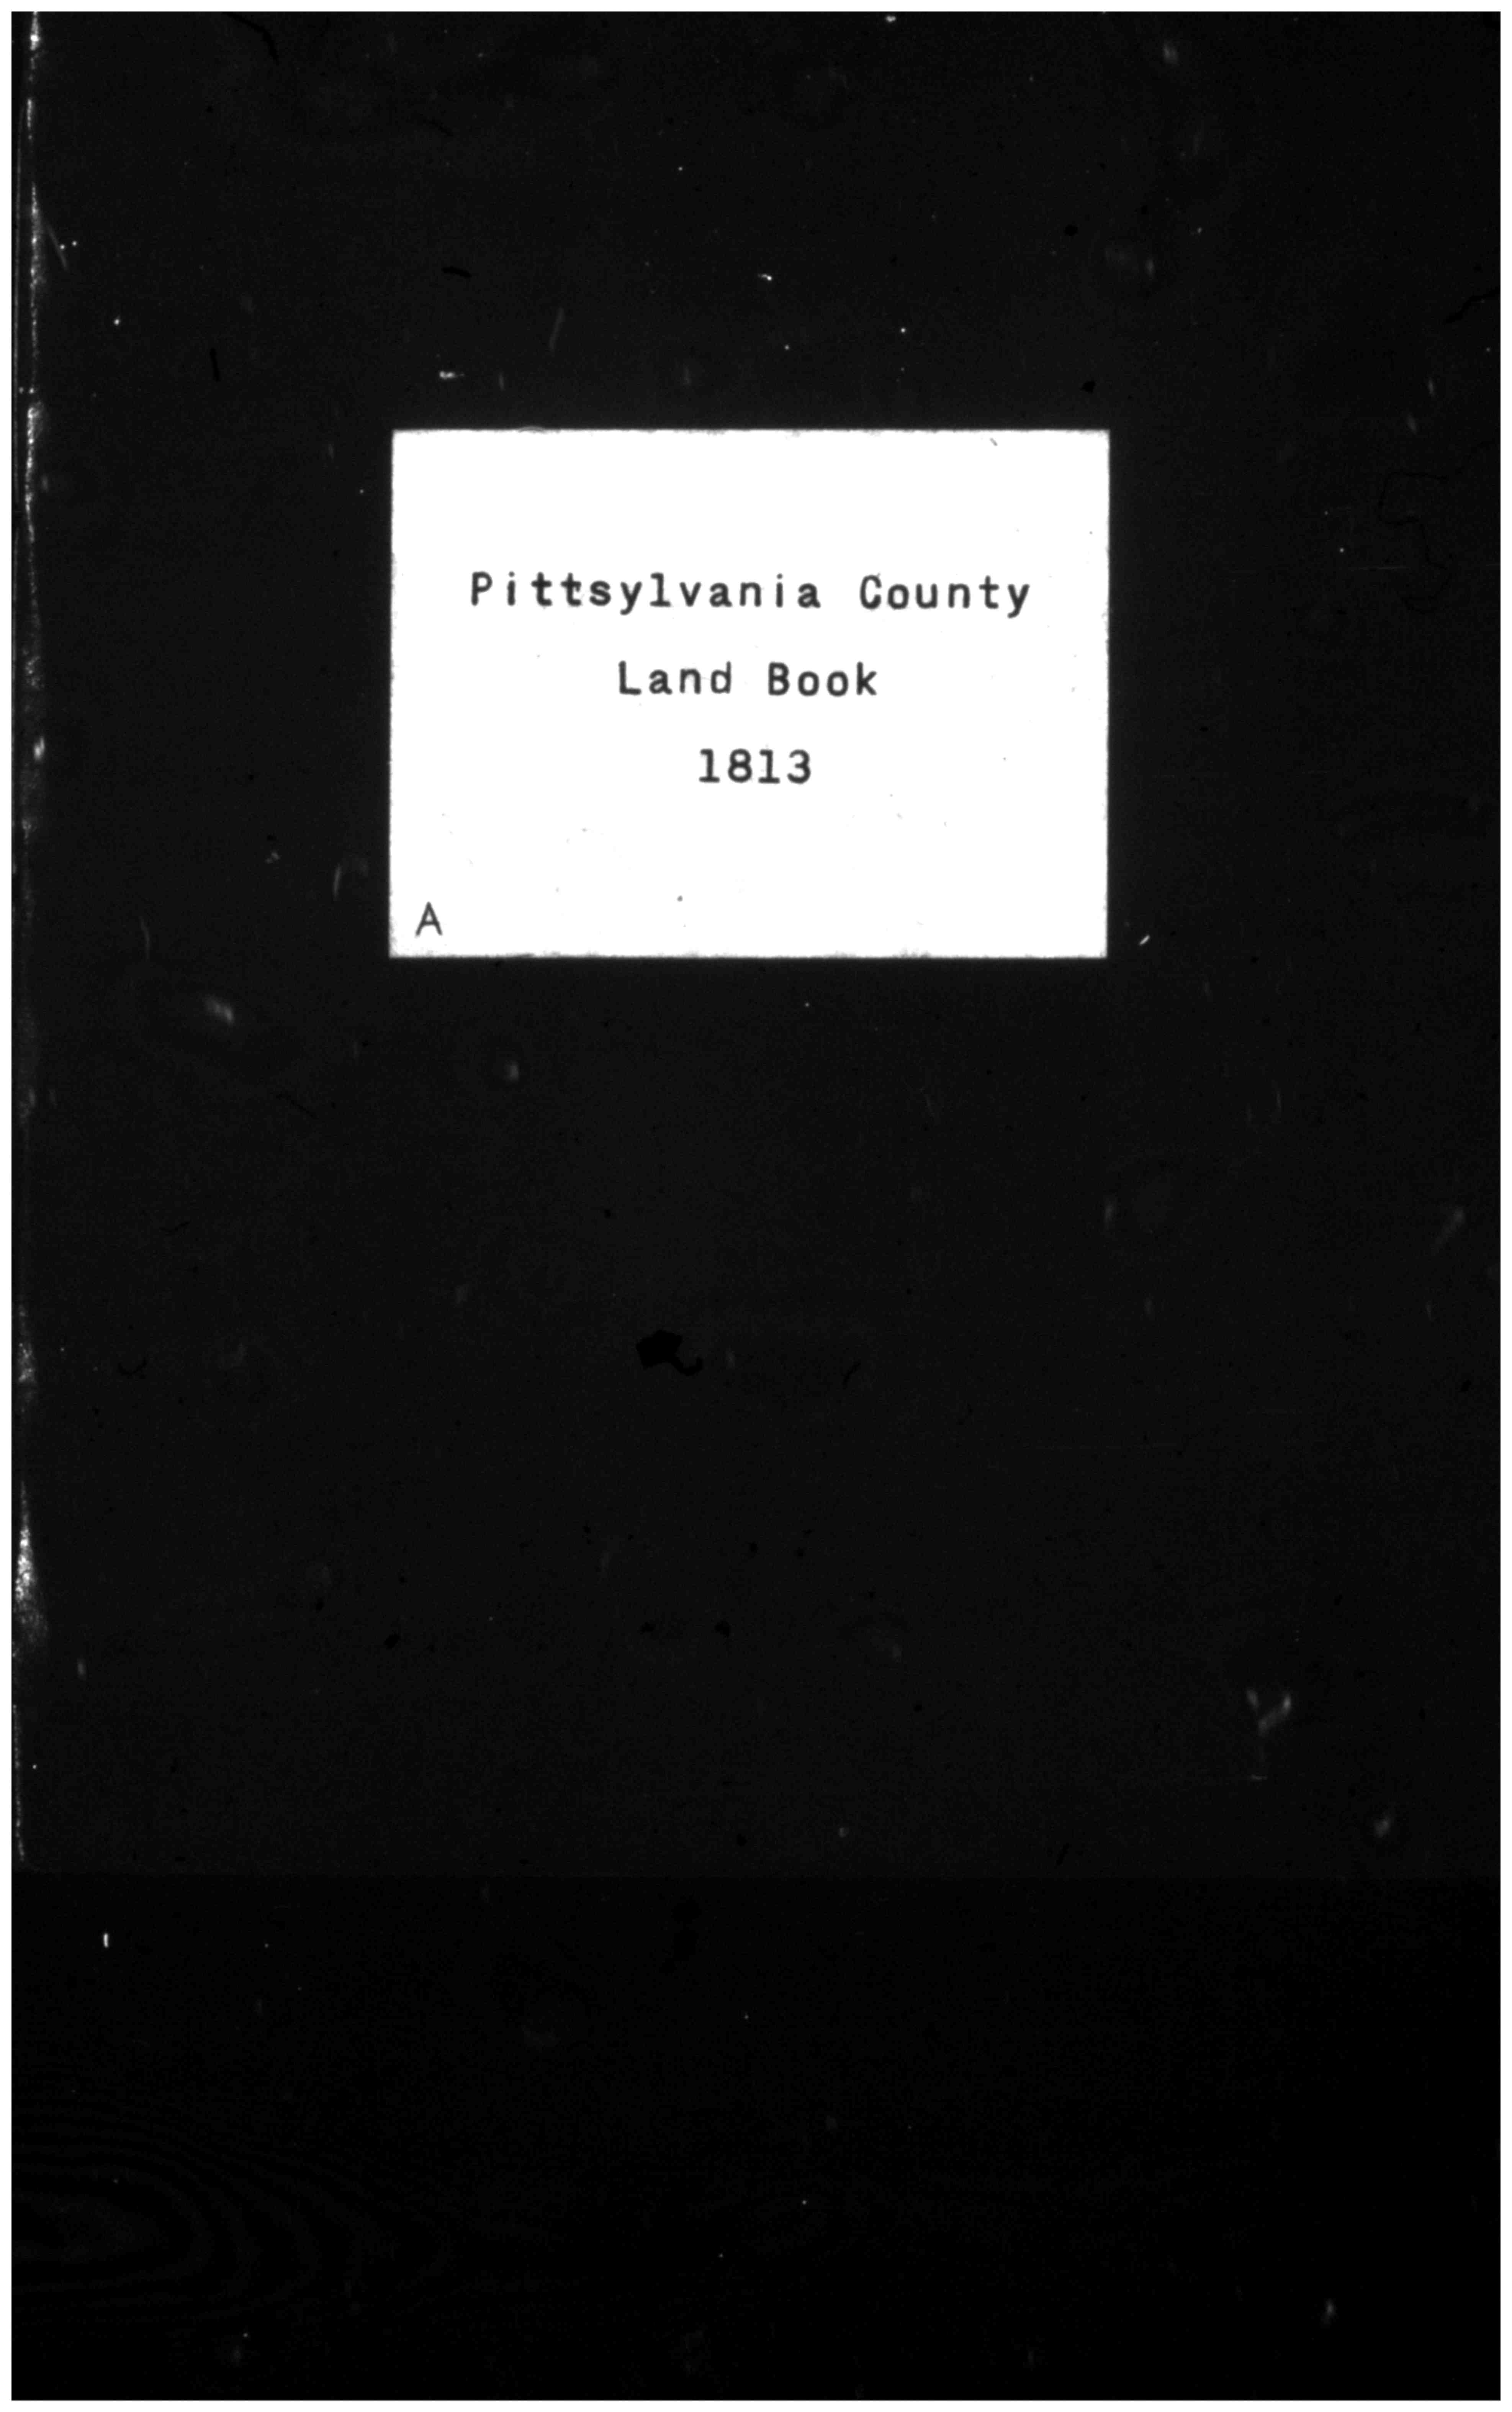 Pittsylvania County
Land Book
1813
A